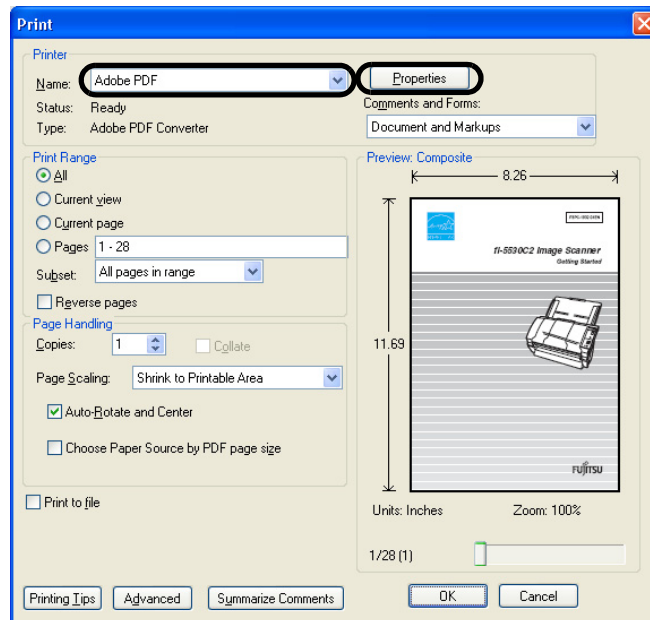 Print
Printer
Name: Adobe PDF
Properties
Status: Ready
Comments and Forms:
Type: Adobe PDF Converter
Document and Markups
Print Range
All
Current view
Current page
Pages 1 - 28
Subset: All pages in range
Reverse pages
Page Handling
Copies: 1
Collate
Page Scaling: Shrink to Printable Area
Auto-Rotate and Center
Choose Paper Source by PDF page size
Print to file
Preview: Composite
8.26
fi-5530C2 Image Scanner
Getting Started
11.69
FUJITSU
Units: Inches
Zoom: 100%
1/28 (1)
Printing Tips
Advanced
Summarize Comments
OK
Cancel